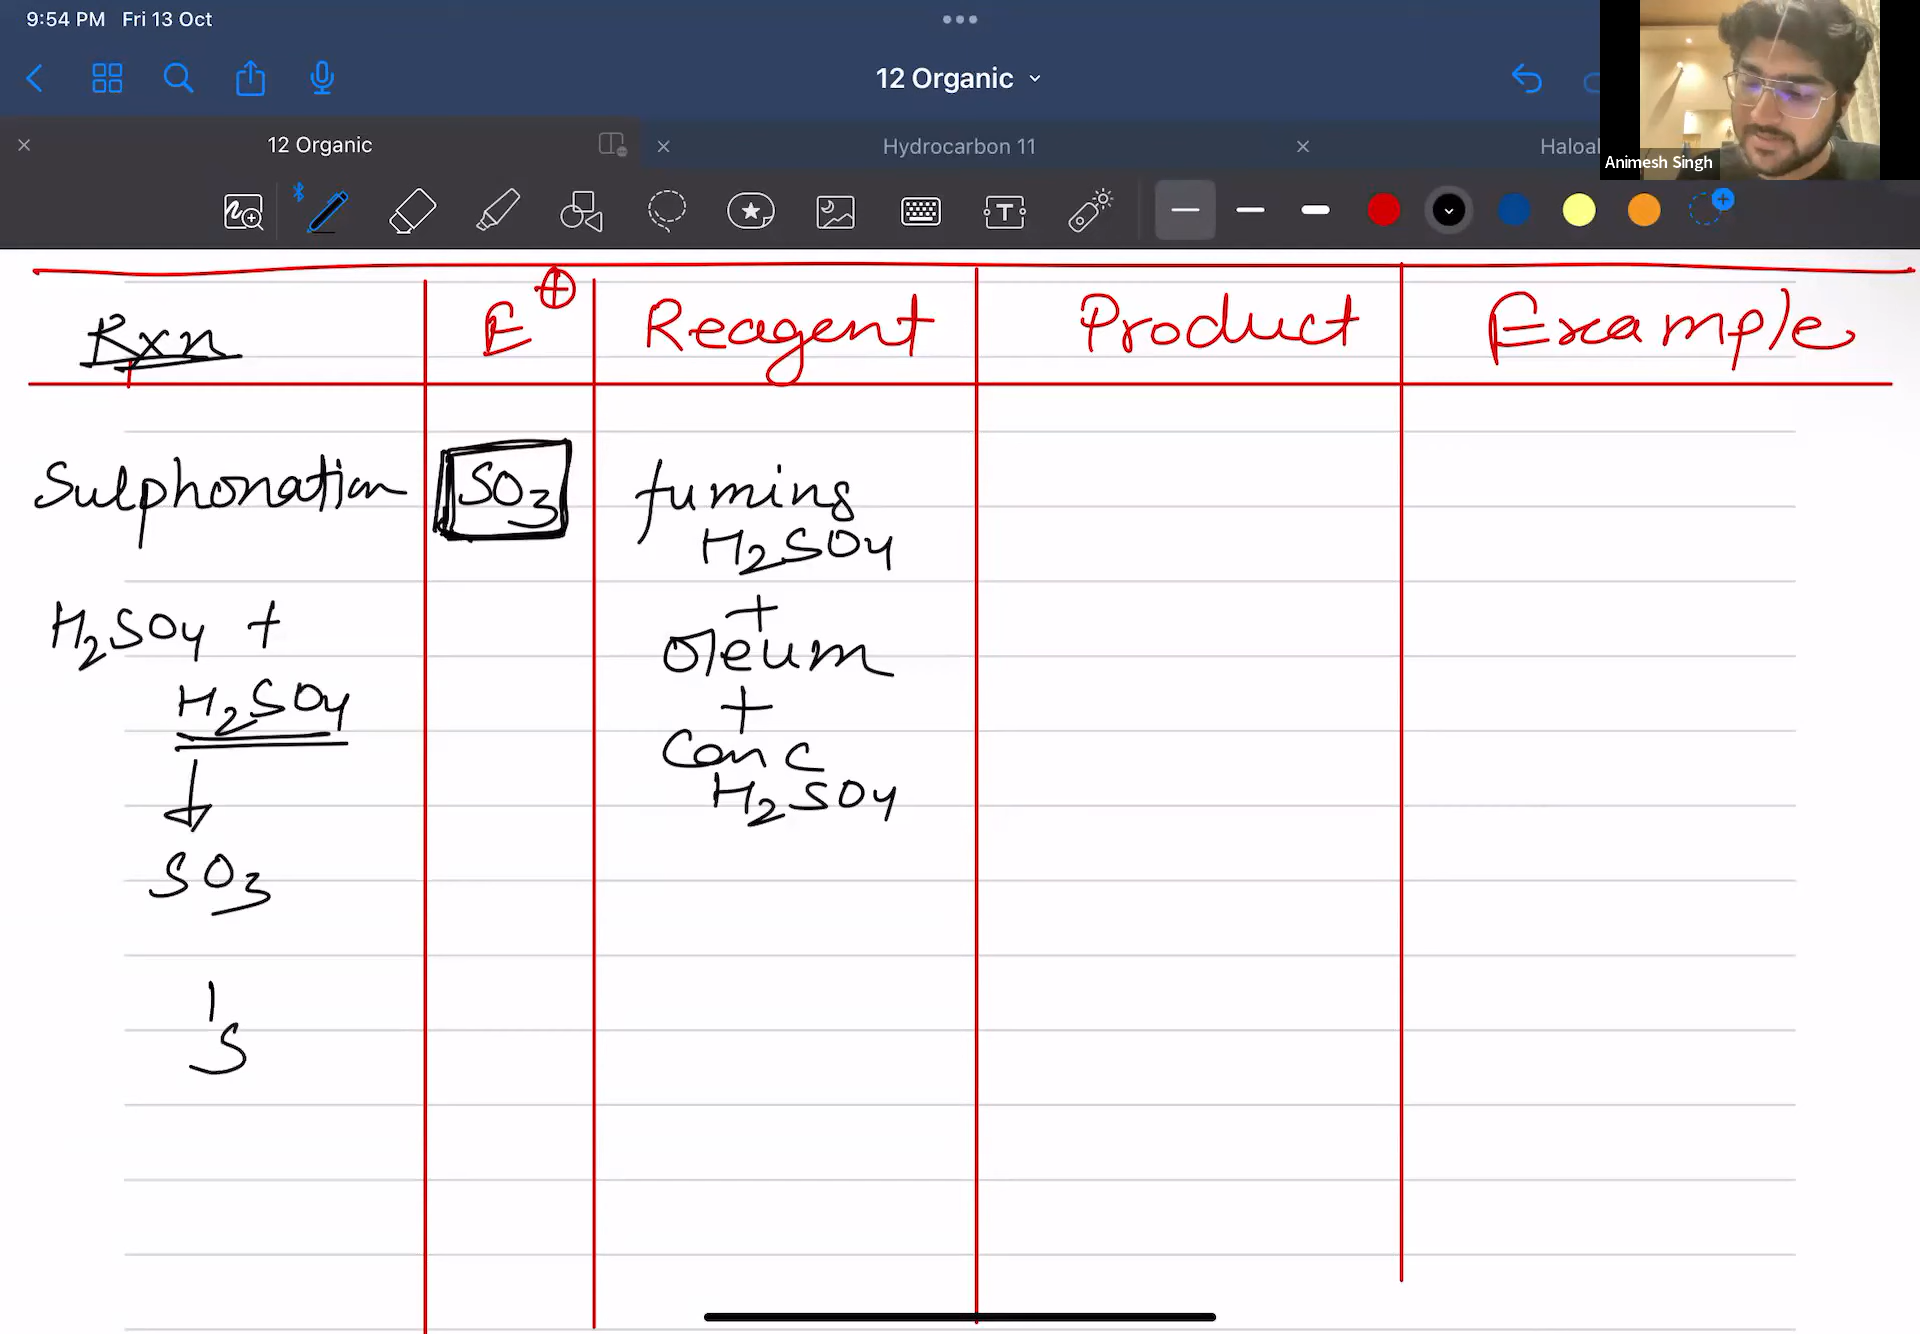 9:54 PM Fri 13 Oct
12 Organic
12 Organic
Hydrocarbon 11
Haloal
Animesh Singh
Rxn
E⊕
Reagent
Product
Example
Sulphonation
SO3
fuming
H2SO4
+
Oleum
+
Conc
H2SO4
H2SO4 +
H2SO4
↓
SO3
S